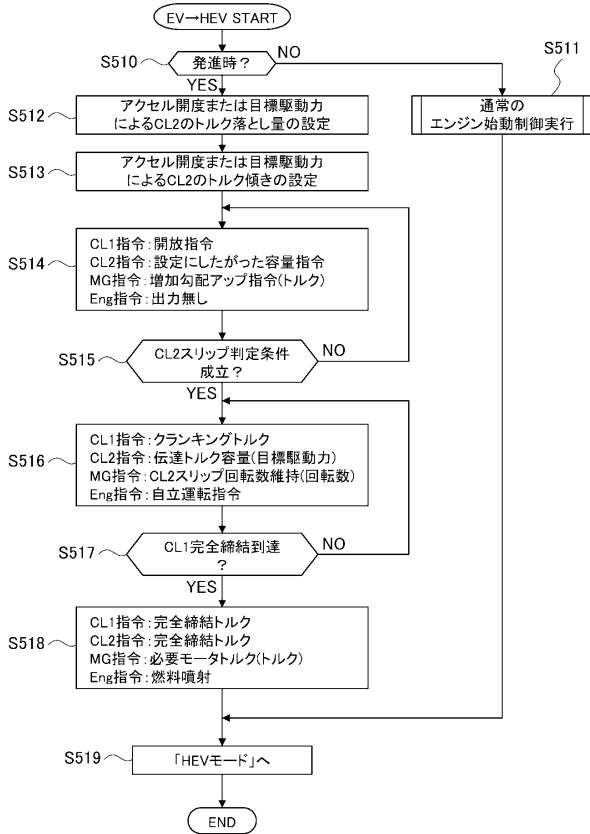 EV→HEV START
S510
発進時？
NO
YES
S511
通常の
エンジン始動制御実行
S512
アクセル開度または目標駆動力
によるCL2のトルク落とし量の設定
S513
アクセル開度または目標駆動力
によるCL2のトルク傾きの設定
S514
CL1指令：開放指令
CL2指令：設定にしたがった容量指令
MG指令：増加勾配アップ指令(トルク)
Eng指令：出力無し
S515
CL2スリップ判定条件
成立？
NO
YES
S516
CL1指令：クランキングトルク
CL2指令：伝達トルク容量(目標駆動力)
MG指令：CL2スリップ回転数維持(回転数)
Eng指令：自立運転指令
S517
CL1完全締結到達
？
NO
YES
S518
CL1指令：完全締結トルク
CL2指令：完全締結トルク
MG指令：必要モータトルク(トルク)
Eng指令：燃料噴射
S519
「HEVモード」へ
END